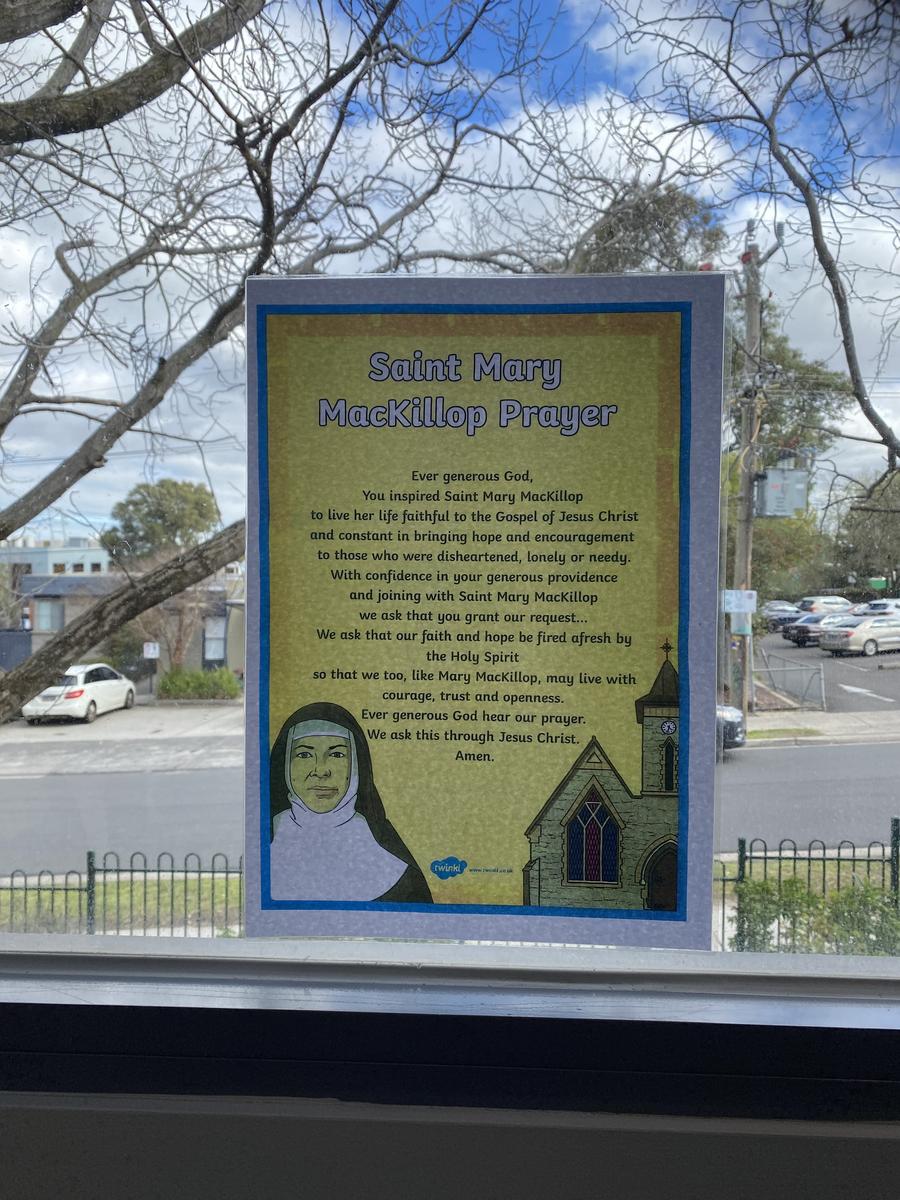 Saint Mary
MacKillop Prayer
Ever generous God,
You inspired Saint Mary MacKillop
to live her life faithful to the Gospel of Jesus Christ
and constant in bringing hope and encouragement
to those who were disheartened, lonely or needy.
With confidence in your generous providence
and joining with Saint Mary MacKillop
we ask that you grant our request...
We ask that our faith and hope be fired afresh by
the Holy Spirit
so that we too, like Mary MacKillop, may live with
courage, trust and openness.
Ever generous God hear our prayer.
We ask this through Jesus Christ.
Amen.
twinkl www.twinkl.co.uk